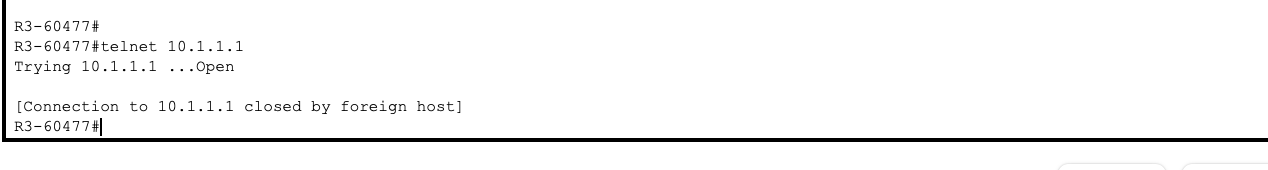 R3-60477#
R3-60477#telnet 10.1.1.1
Trying 10.1.1.1 ...Open
[Connection to 10.1.1.1 closed by foreign host]
R3-60477#